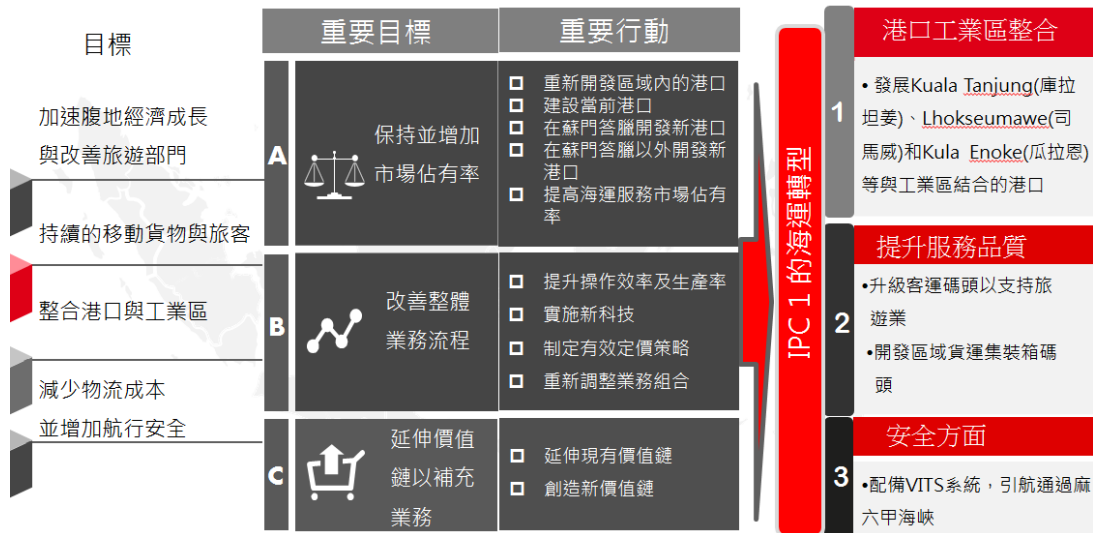 目標
加速腹地經濟成長
與改善旅遊部門
持續的移動貨物與旅客
整合港口與工業區
減少物流成本
並增加航行安全
重要目標
重要行動
A
保持並增加
市場佔有率
重新開發區域內的港口
建設當前港口
在蘇門答臘開發新港口
在蘇門答臘以外開發新
港口
提高海運服務市場佔有
率
B
改善整體
業務流程
提升操作效率及生產率
實施新科技
制定有效定價策略
重新調整業務組合
C
延伸價值
鏈以補充
業務
延伸現有價值鏈
創造新價值鏈
IPC 1 的海運轉型
1
港口工業區整合
• 發展Kuala Tanjung(庫拉
坦姜)、Lhokseumawe(司
馬威)和Kula Enoke(瓜拉恩)
等與工業區結合的港口
2
提升服務品質
•升級客運碼頭以支持旅
遊業
•開發區域貨運集裝箱碼
頭
3
安全方面
•配備VITS系統，引航通過麻
六甲海峽